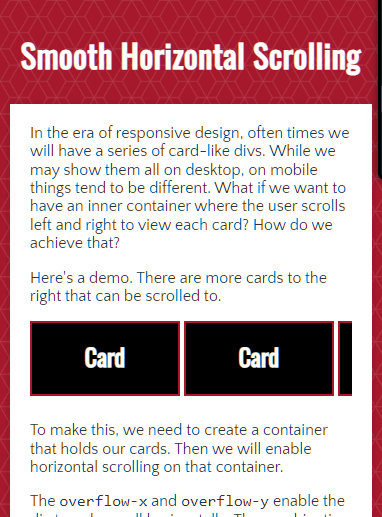 Smooth Horizontal Scrolling
In the era of responsive design, often times we
will have a series of card-like divs. While we
may show them all on desktop, on mobile
things tend to be different. What if we want to
have an inner container where the user scrolls
left and right to view each card? How do we
achieve that?
Here's a demo. There are more cards to the
right that can be scrolled to.
Card Card
To make this, we need to create a container
that holds our cards. Then we will enable
horizontal scrolling on that container.
The overflow-x and overflow-y enable the